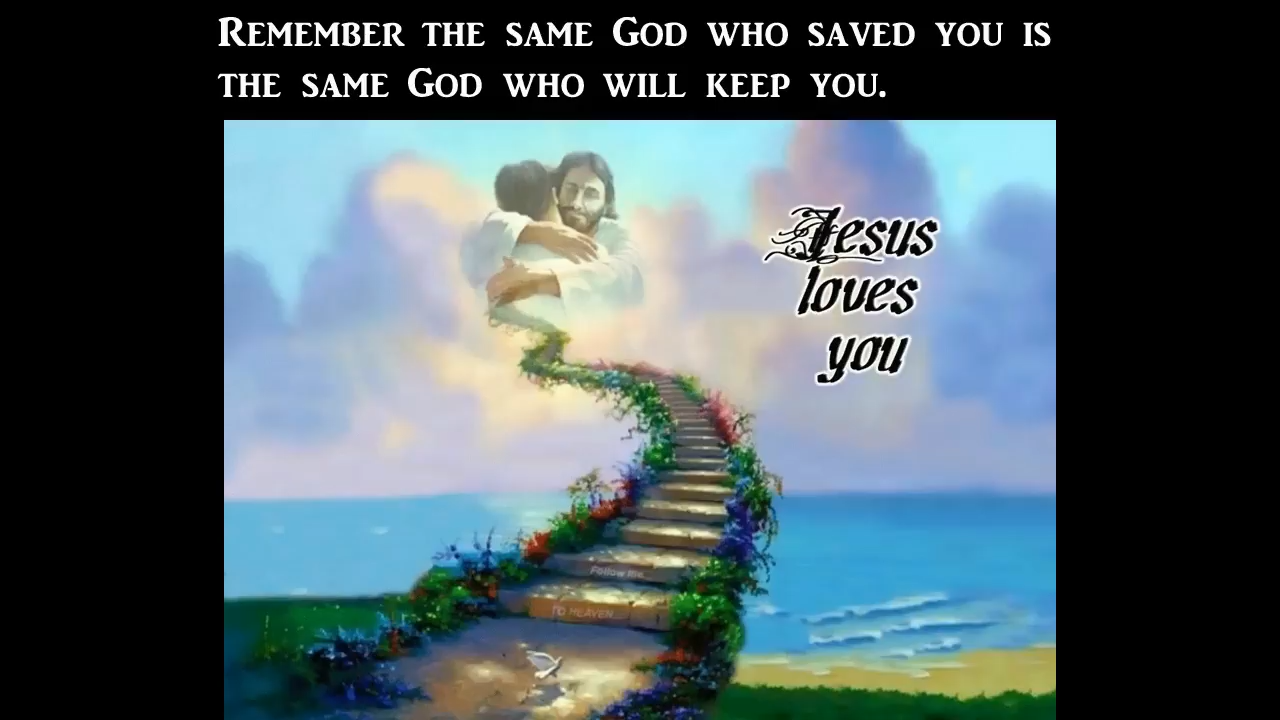 Remember the same God who saved you is
the same God who will keep you.
Jesus
loves
you
Follow me
TO HEAVEN